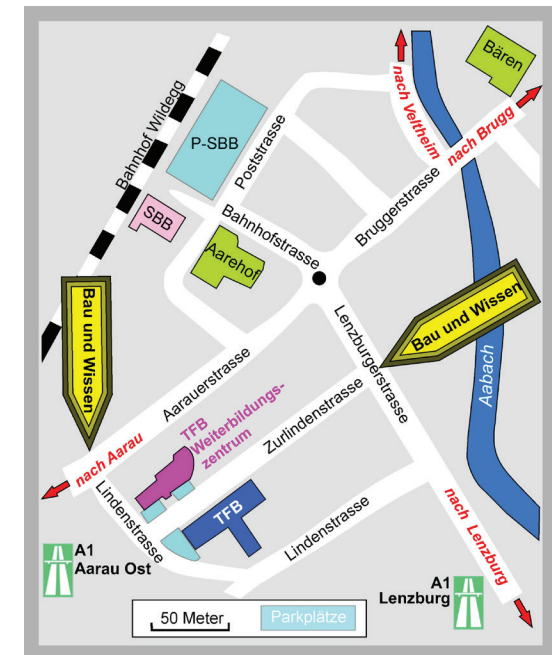 Bären
nach Veltheim
nach Brugg
Bahnhof Wildegg
P-SBB
Poststrasse
SBB
Bahnhofstrasse
Bruggerstrasse
Aarehof
Bau und Wissen
Bau und Wissen
Aabach
Lenzburgerstrasse
Aarauerstrasse
TFB
Weiterbildungs-
zentrum
Zurlindenstrasse
nach Aarau
Lindenstrasse
TFB
Lindenstrasse
nach Lenzburg
A1
Aarau Ost
A1
Lenzburg
50 Meter
Parkplätze